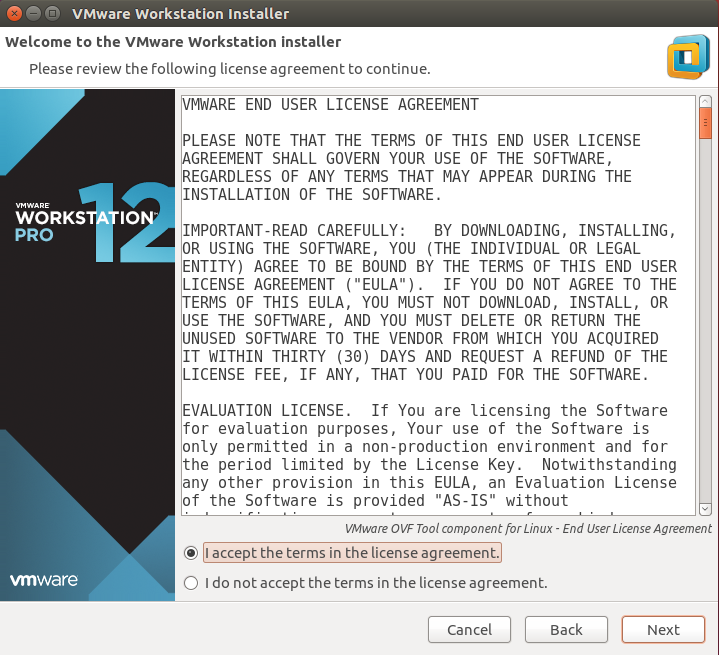 VMware Workstation Installer
Welcome to the VMware Workstation installer
Please review the following license agreement to continue.
VMWARE
WORKSTATION™
PRO
12
vmware
VMWARE END USER LICENSE AGREEMENT
PLEASE NOTE THAT THE TERMS OF THIS END USER LICENSE
AGREEMENT SHALL GOVERN YOUR USE OF THE SOFTWARE,
REGARDLESS OF ANY TERMS THAT MAY APPEAR DURING THE
INSTALLATION OF THE SOFTWARE.
IMPORTANT-READ CAREFULLY:   BY DOWNLOADING, INSTALLING,
OR USING THE SOFTWARE, YOU (THE INDIVIDUAL OR LEGAL
ENTITY) AGREE TO BE BOUND BY THE TERMS OF THIS END USER
LICENSE AGREEMENT ("EULA").  IF YOU DO NOT AGREE TO THE
TERMS OF THIS EULA, YOU MUST NOT DOWNLOAD, INSTALL, OR
USE THE SOFTWARE, AND YOU MUST DELETE OR RETURN THE
UNUSED SOFTWARE TO THE VENDOR FROM WHICH YOU ACQUIRED
IT WITHIN THIRTY (30) DAYS AND REQUEST A REFUND OF THE
LICENSE FEE, IF ANY, THAT YOU PAID FOR THE SOFTWARE.
EVALUATION LICENSE.  If You are licensing the Software
for evaluation purposes, Your use of the Software is
only permitted in a non-production environment and for
the period limited by the License Key.  Notwithstanding
any other provision in this EULA, an Evaluation License
of the Software is provided "AS-IS" without
VMware OVF Tool component for Linux - End User License Agreement
I accept the terms in the license agreement.
I do not accept the terms in the license agreement.
Cancel
Back
Next